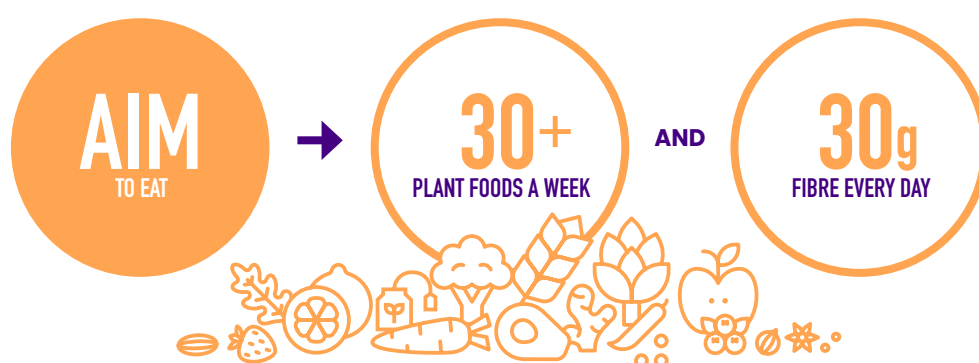 AIM
TO EAT
30+
PLANT FOODS A WEEK
AND
30g
FIBRE EVERY DAY